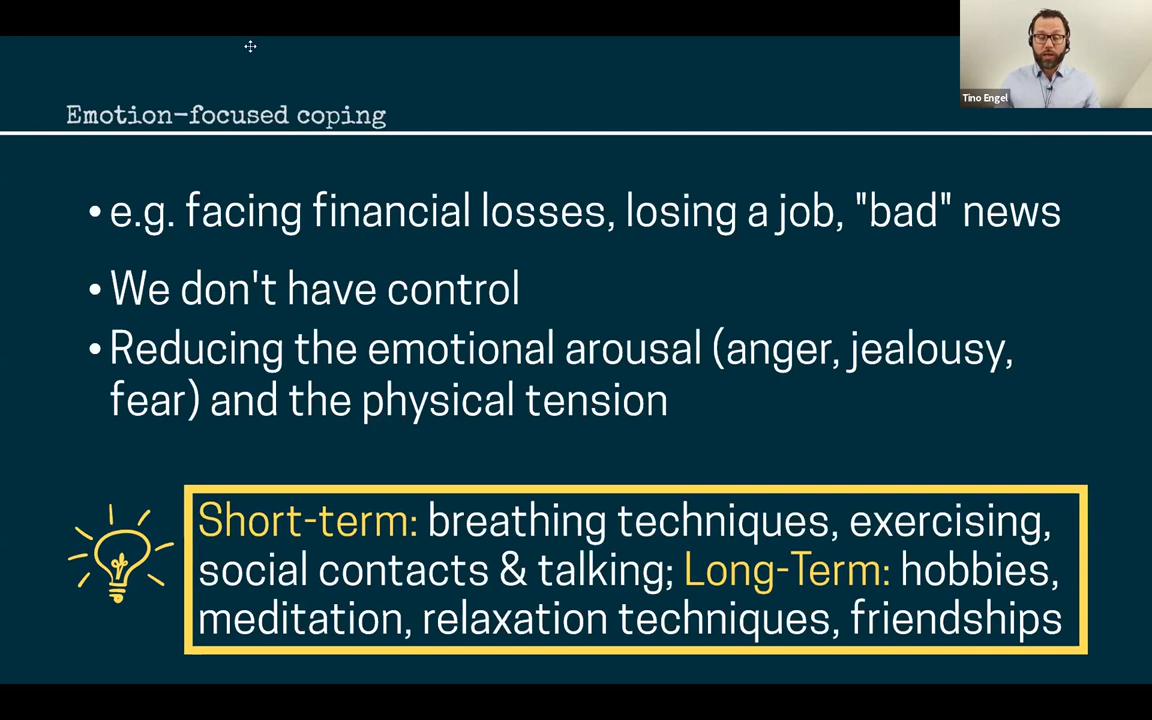 Tino Engel
Emotion-focused coping
• e.g. facing financial losses, losing a job, "bad" news
• We don't have control
• Reducing the emotional arousal (anger, jealousy,
fear) and the physical tension
Short-term: breathing techniques, exercising,
social contacts & talking; Long-Term: hobbies,
meditation, relaxation techniques, friendships